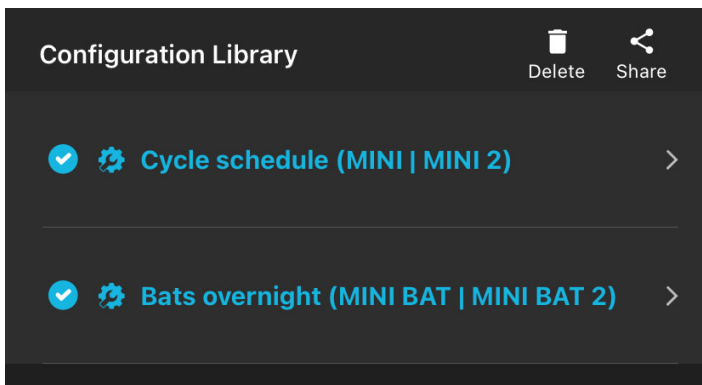 Configuration Library
Delete
Share
Cycle schedule (MINI | MINI 2)
Bats overnight (MINI BAT | MINI BAT 2)